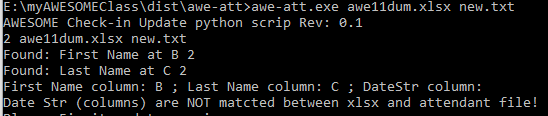 E:\myAWESOMEClass\dist\awe-att>awe-att.exe awe11dum.xlsx new.txt
AWESOME Check-in Update python scrip Rev: 0.1
2 awe11dum.xlsx new.txt
Found: First Name at B 2
Found: Last Name at C 2
First Name column: B ; Last Name column: C ; DateStr column:
Date Str (columns) are NOT matcted between xlsx and attendant file!